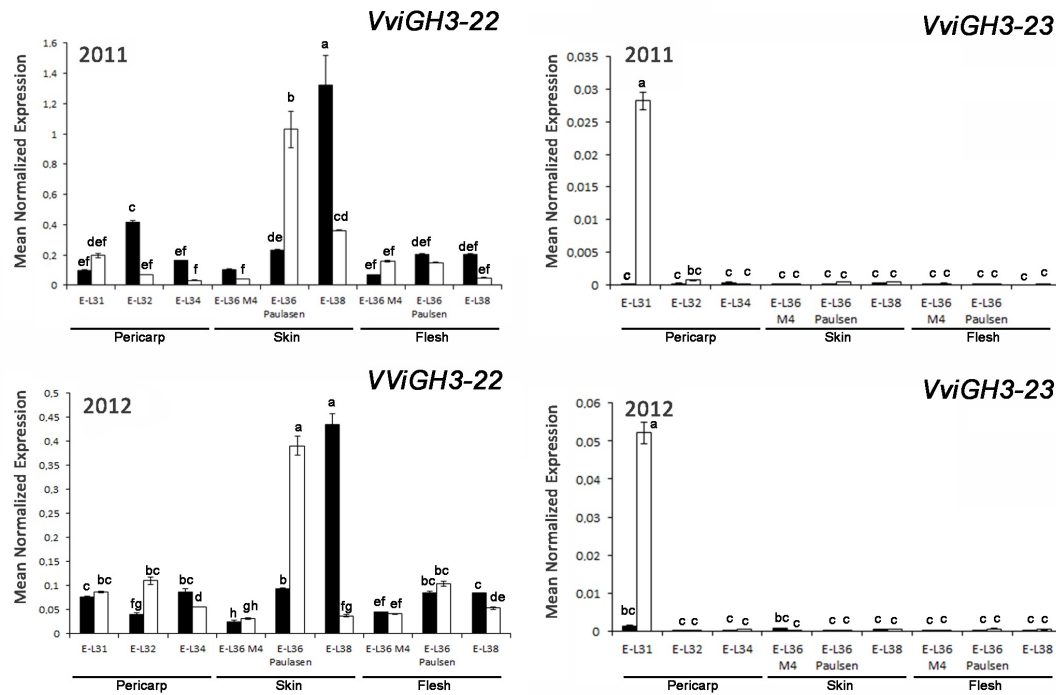 VviGH3-22
2011
Mean Normalized Expression
1,6
1,4
1,2
1
0,8
0,6
0,4
0,2
0
ef def c ef ef f f de b a cd ef ef def def ef
E-L31 E-L32 E-L34 E-L36 M4 E-L36 Paulasen E-L38 E-L36 M4 E-L36 Paulsen E-L38
Pericarp Skin Flesh
VviGH3-23
2011
Mean Normalized Expression
0,035
0,03
0,025
0,02
0,015
0,01
0,005
0
c a c bc c c c c c c c c c c c c c c
E-L31 E-L32 E-L34 E-L36 M4 E-L36 Paulsen E-L38 E-L36 M4 E-L36 Paulsen E-L38
Pericarp Skin Flesh
VViGH3-22
2012
Mean Normalized Expression
0,5
0,45
0,4
0,35
0,3
0,25
0,2
0,15
0,1
0,05
0
c bc fg bc bc d h gh b a a fg ef ef bc bc c de
E-L31 E-L32 E-L34 E-L36 M4 E-L36 Paulasen E-L38 E-L36 M4 E-L36 Paulsen E-L38
Pericarp Skin Flesh
VviGH3-23
2012
Mean Normalized Expression
0,06
0,05
0,04
0,03
0,02
0,01
0
bc a c c c c bc c c c c c c c c c c c
E-L31 E-L32 E-L34 E-L36 M4 E-L36 Paulsen E-L38 E-L36 M4 E-L36 Paulsen E-L38
Pericarp Skin Flesh